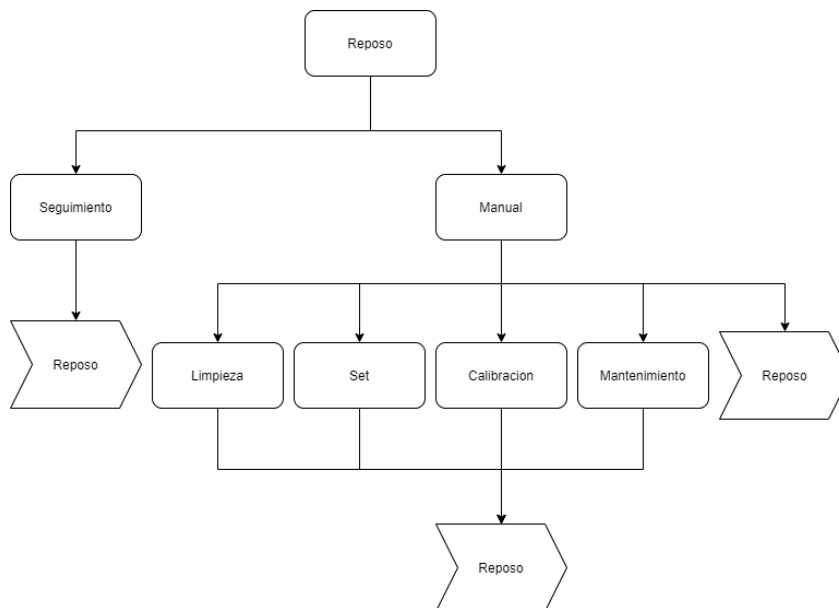 Reposo
Seguimiento
Manual
Reposo
Limpieza
Set
Calibracion
Mantenimiento
Reposo
Reposo